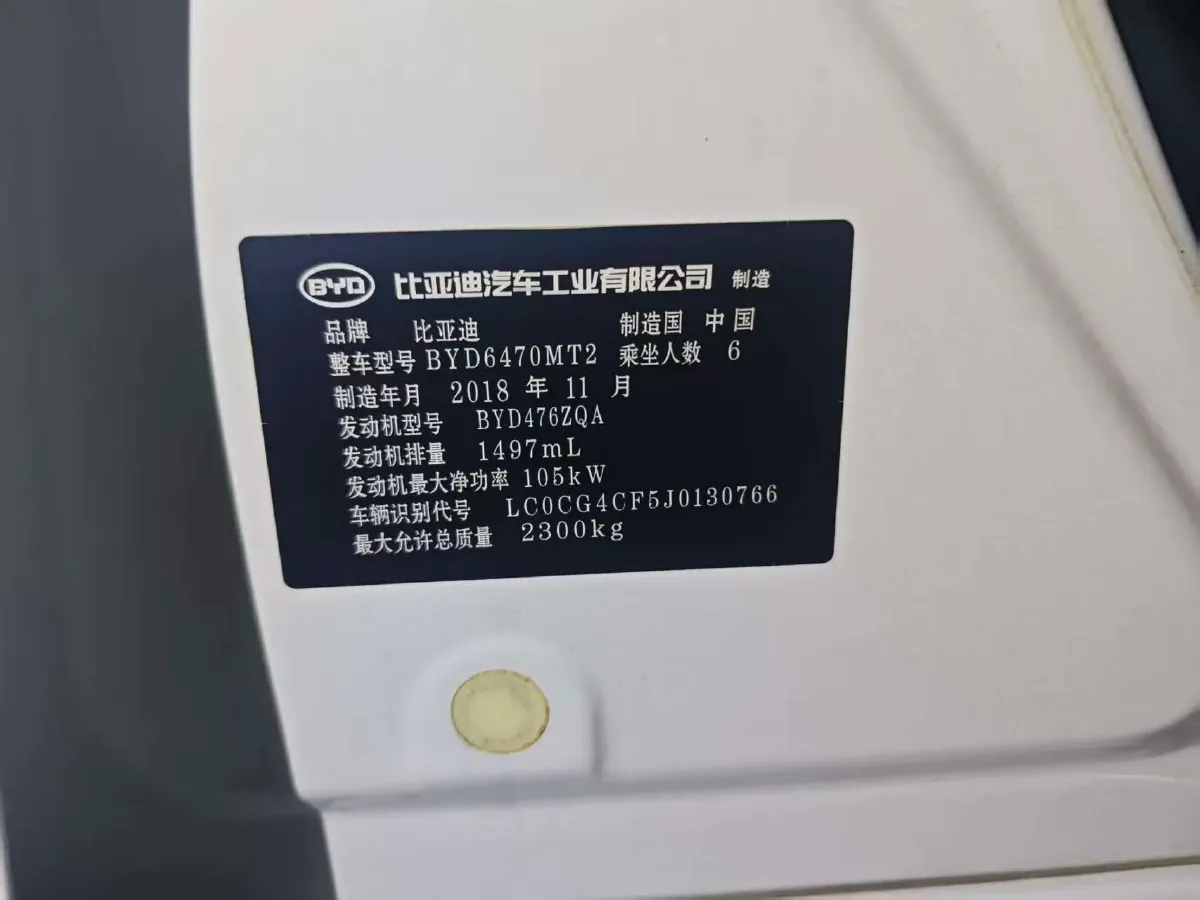 BYD 比亚迪汽车工业有限公司 制造
品牌 比亚迪 制造国 中国
整车型号 BYD6470MT2 乘坐人数 6
制造年月 2018 年 11 月
发动机型号 BYD476ZQA
发动机排量 1497mL
发动机最大净功率 105kW
车辆识别代号 LC0CG4CF5J0130766
最大允许总质量 2300kg